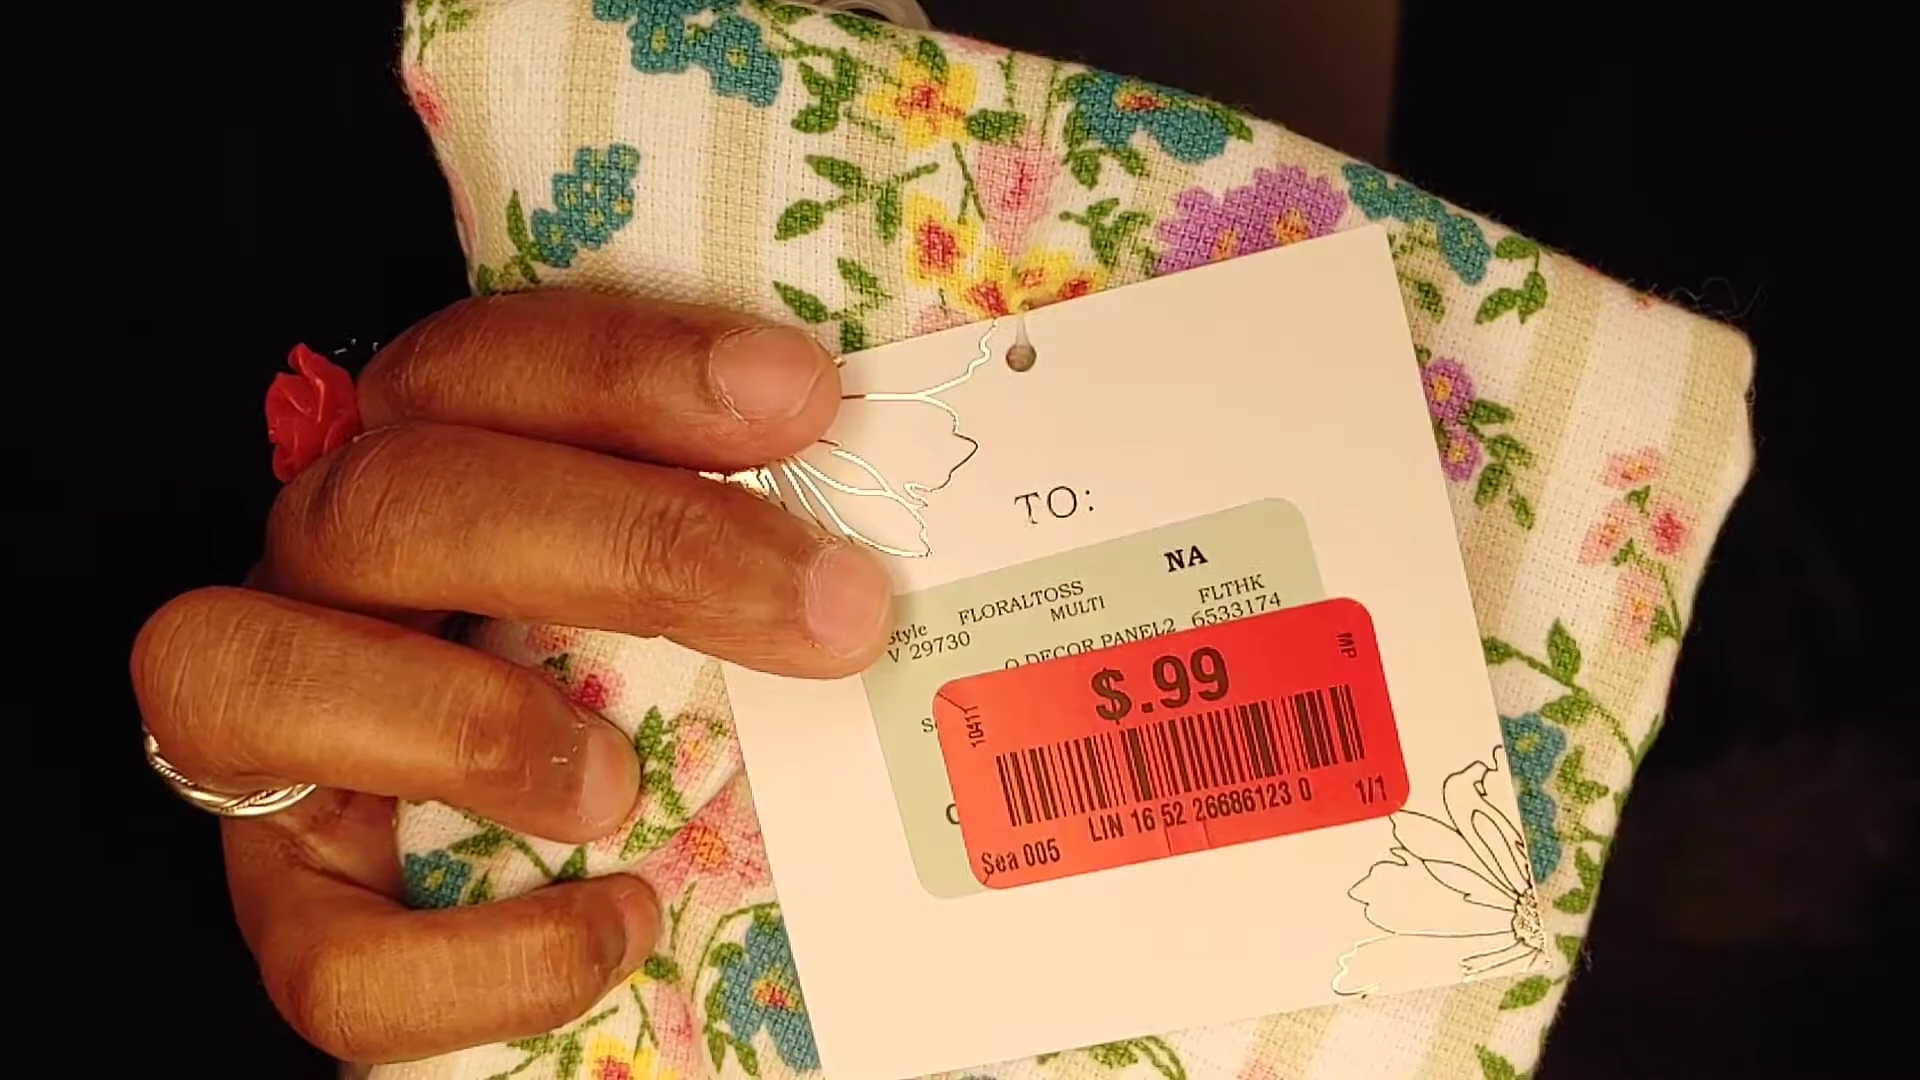 TO:
NA
Style FLORALTOSS FLTHK
V 29730 MULTI 6533174
O DECOR PANEL2
$.99
MP
10411
LIN 16 52 26686123 0 1/1
Sea 005